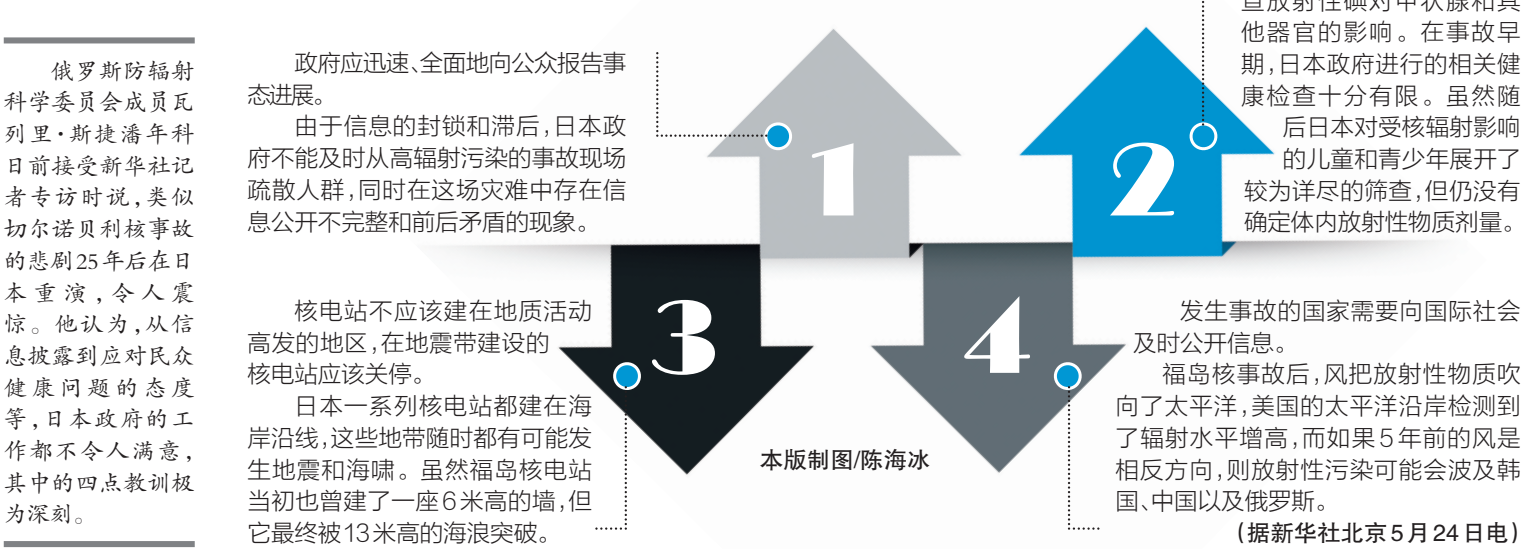 俄罗斯防辐射
科学委员会成员瓦
列里·斯捷潘年科
日前接受新华社记
者专访时说,类似
切尔诺贝利核事故
的悲剧25年后在日
本重演,令人震
惊。他认为,从信
息披露到应对民众
健康问题的态度
等,日本政府的工
作都不令人满意,
其中的四点教训极
为深刻。
政府应迅速、全面地向公众报告事
态进展。
由于信息的封锁和滞后,日本政
府不能及时从高辐射污染的事故现场
疏散人群,同时在这场灾难中存在信
息公开不完整和前后矛盾的现象。
1
2
查放射性碘对甲状腺和其
他器官的影响。在事故早
期,日本政府进行的相关健
康检查十分有限。虽然随
后日本对受核辐射影响
的儿童和青少年展开了
较为详尽的筛查,但仍没有
确定体内放射性物质剂量。
核电站不应该建在地质活动
高发的地区,在地震带建设的
核电站应该关停。
日本一系列核电站都建在海
岸沿线,这些地带随时都有可能发
生地震和海啸。虽然福岛核电站
当初也曾建了一座6米高的墙,但
它最终被13米高的海浪突破。
3
4
发生事故的国家需要向国际社会
及时公开信息。
福岛核事故后,风把放射性物质吹
向了太平洋,美国的太平洋沿岸检测到
了辐射水平增高,而如果5年前的风是
相反方向,则放射性污染可能会波及韩
国、中国以及俄罗斯。
(据新华社北京5月24日电)
本版制图/陈海冰